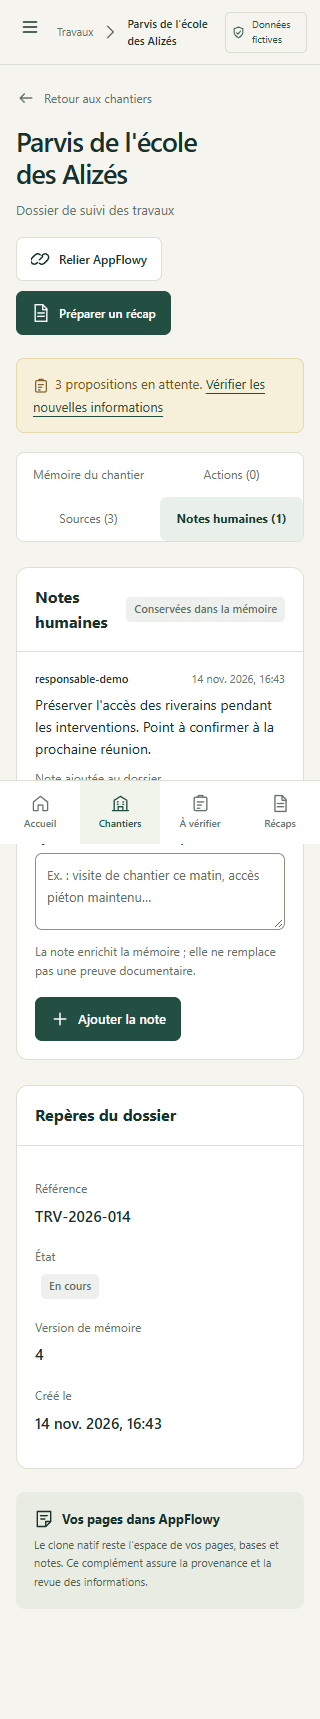 Travaux
Parvis de l'école
des Alizés
Données
fictives
Retour aux chantiers
Parvis de l'école
des Alizés
Dossier de suivi des travaux
Relier AppFlowy
Préparer un récap
3 propositions en attente. Vérifier les
nouvelles informations
Mémoire du chantier
Actions (0)
Sources (3)
Notes humaines (1)
Notes
humaines
Conservées dans la mémoire
responsable-demo
14 nov. 2026, 16:43
Préserver l'accès des riverains pendant
les interventions. Point à confirmer à la
prochaine réunion.
Note ajoutée au dossier
Accueil
Chantiers
À vérifier
Récaps
Ex. : visite de chantier ce matin, accès
piéton maintenu...
La note enrichit la mémoire ; elle ne remplace
pas une preuve documentaire.
Ajouter la note
Repères du dossier
Référence
TRV-2026-014
État
En cours
Version de mémoire
4
Créé le
14 nov. 2026, 16:43
Vos pages dans AppFlowy
Le clone natif reste l'espace de vos pages, bases et
notes. Ce complément assure la provenance et la
revue des informations.